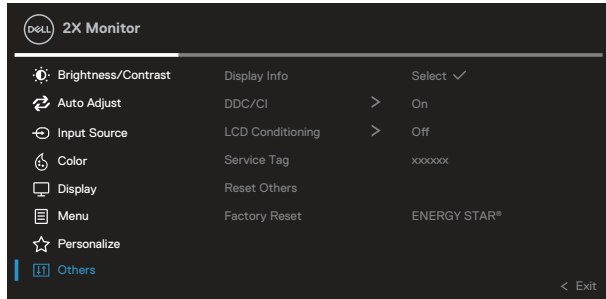 DELL 2X Monitor
Brightness/Contrast Display Info Select ✓
Auto Adjust DDC/CI > On
Input Source LCD Conditioning > Off
Color Service Tag xxxxxx
Display Reset Others
Menu Factory Reset ENERGY STAR®
Personalize
Others
< Exit